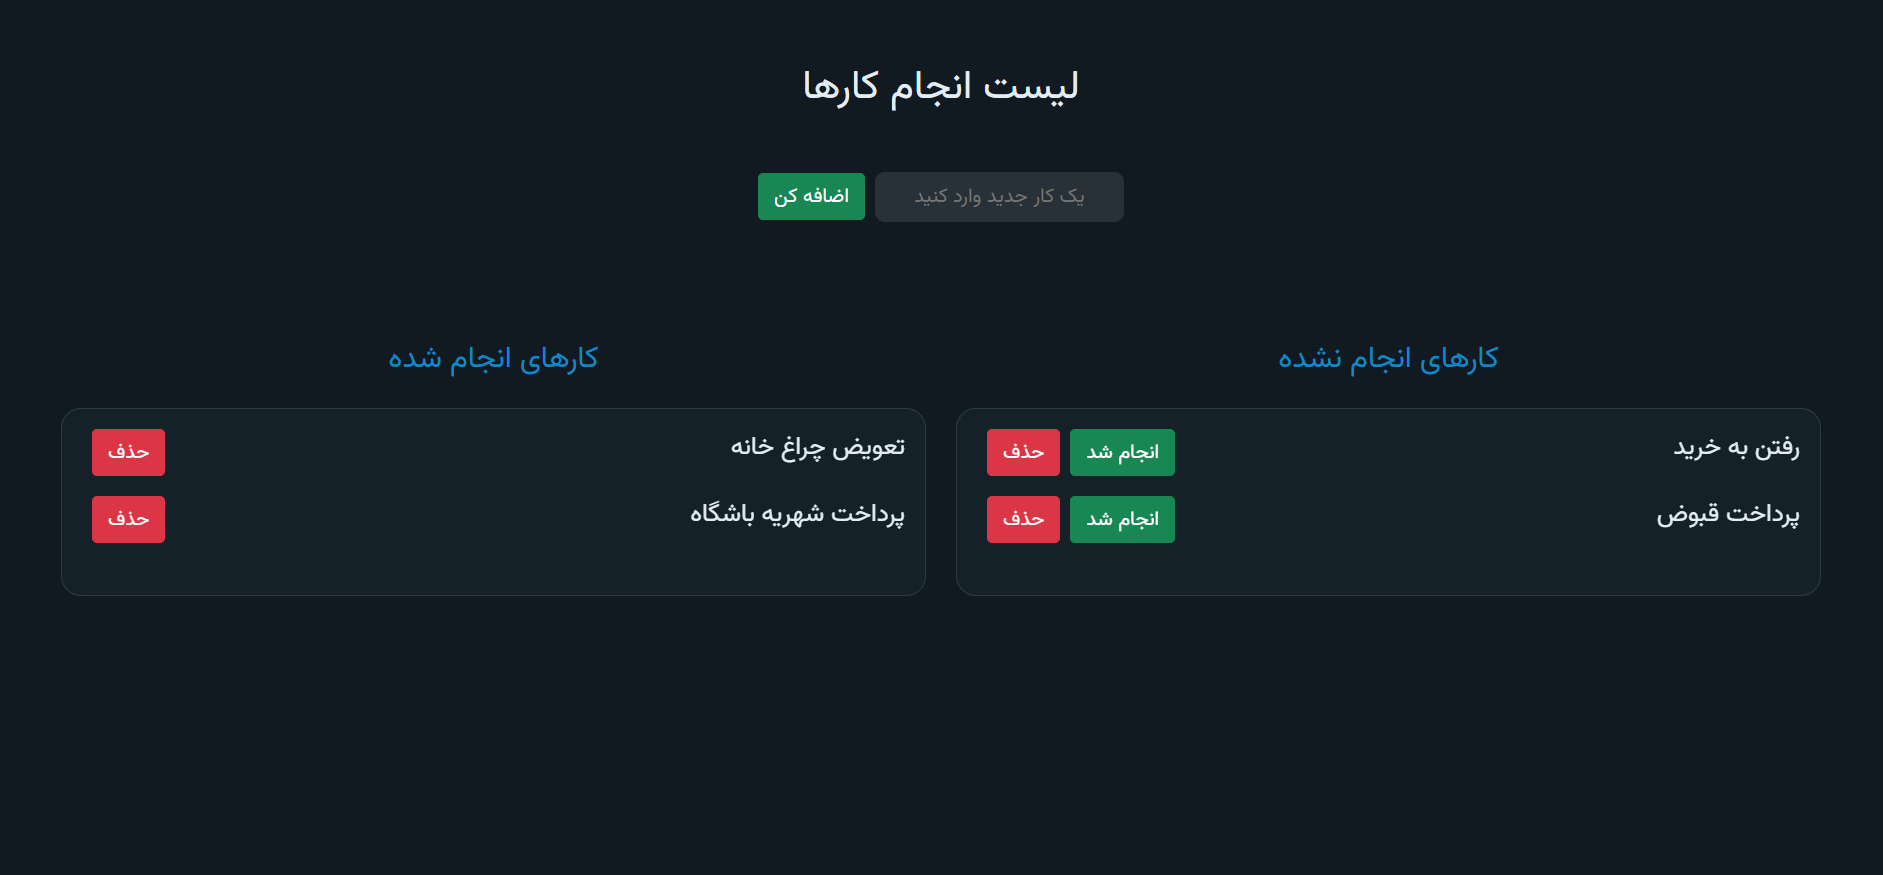 لیست انجام کارها
یک کار جدید وارد کنید
اضافه کن
کارهای انجام نشده
رفتن به خرید
انجام شد
حذف
پرداخت قبوض
انجام شد
حذف
کارهای انجام شده
تعویض چراغ خانه
حذف
پرداخت شهریه باشگاه
حذف